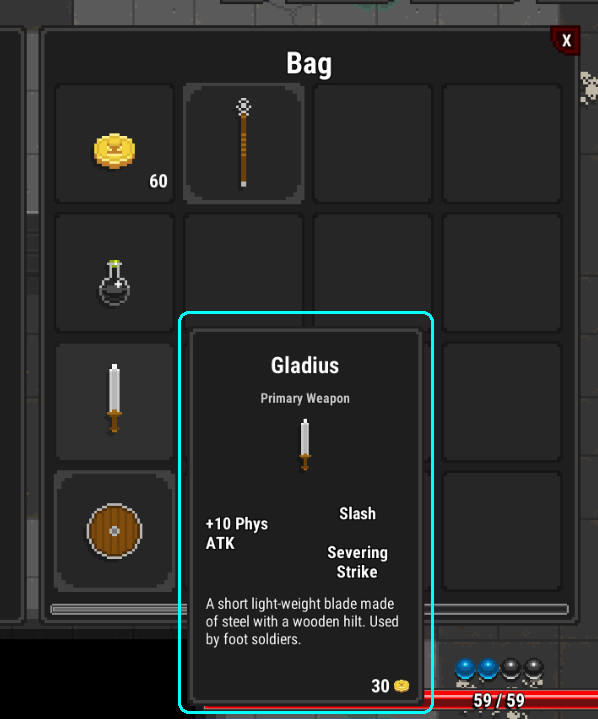 X
Bag
60
Gladius
Primary Weapon
+10 Phys
ATK
Slash
Severing
Strike
A short light-weight blade made
of steel with a wooden hilt. Used
by foot soldiers.
30
59 / 59